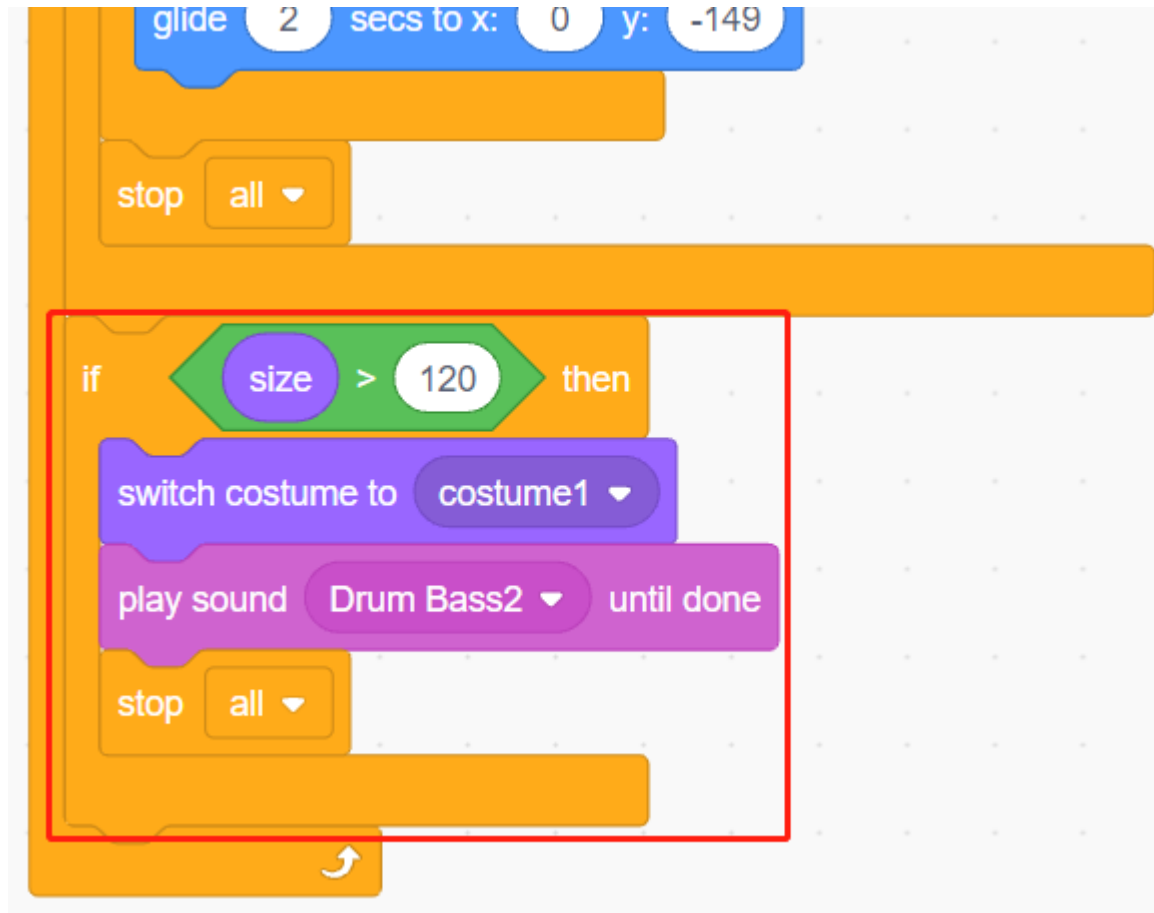 glide 2 secs to x: 0 y: -149
stop all
if size > 120 then
switch costume to costume1
play sound Drum Bass2 until done
stop all